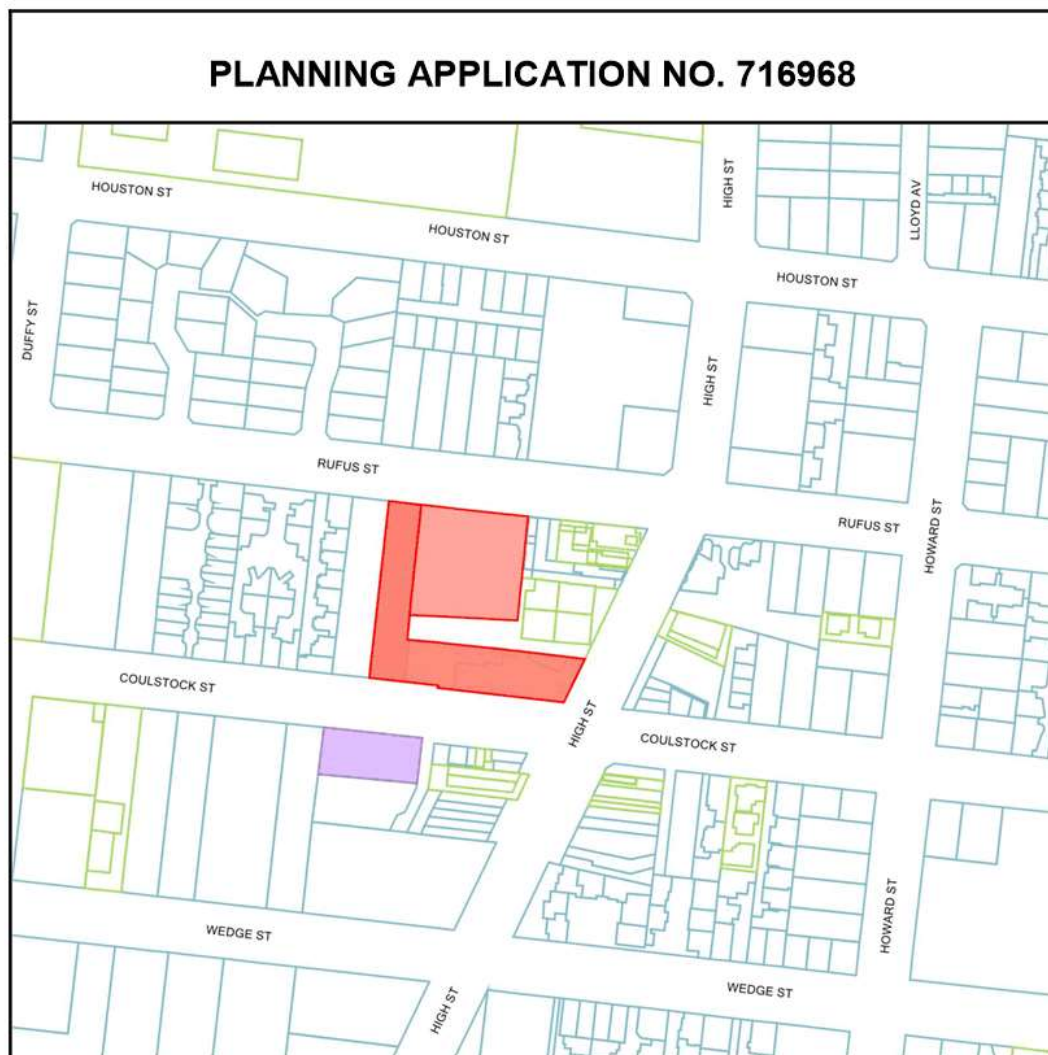 PLANNING APPLICATION NO. 716968
HOUSTON ST
HIGH ST
LLOYD AV
HOUSTON ST
HOUSTON ST
DUFFY ST
HIGH ST
RUFUS ST
RUFUS ST
HOWARD ST
COULSTOCK ST
HIGH ST
COULSTOCK ST
HOWARD ST
WEDGE ST
WEDGE ST
HIGH ST